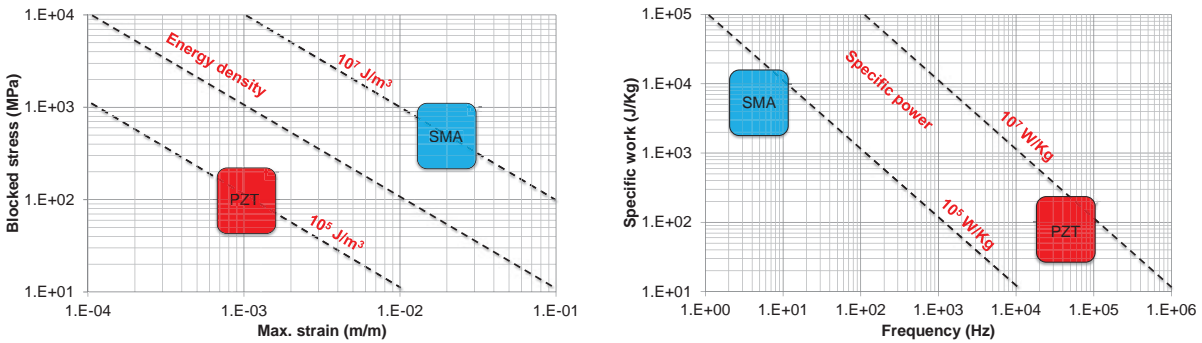 1.E+04
1.E+03
1.E+02
1.E+01
Blocked stress (MPa)
Energy density
10⁷ J/m³
SMA
PZT
10⁵ J/m³
1.E-04 1.E-03 1.E-02 1.E-01
Max. strain (m/m)
1.E+05
1.E+04
1.E+03
1.E+02
1.E+01
Specific work (J/Kg)
Specific power
SMA
10⁷ W/Kg
10⁵ W/Kg
PZT
1.E+00 1.E+01 1.E+02 1.E+03 1.E+04 1.E+05 1.E+06
Frequency (Hz)